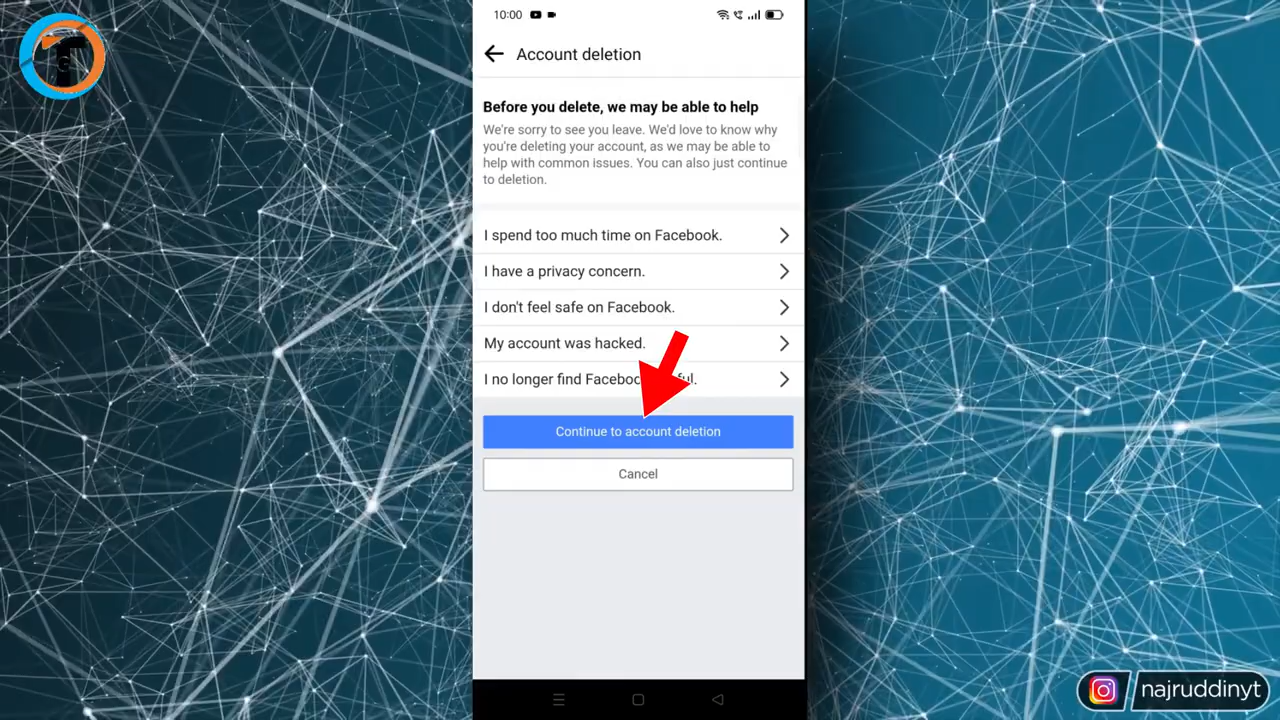 10:00
Account deletion
Before you delete, we may be able to help
We're sorry to see you leave. We'd love to know why
you're deleting your account, as we may be able to
help with common issues. You can also just continue
to deletion.
I spend too much time on Facebook.
I have a privacy concern.
I don't feel safe on Facebook.
My account was hacked.
I no longer find
Continue to account deletion
Cancel
najruddinyt